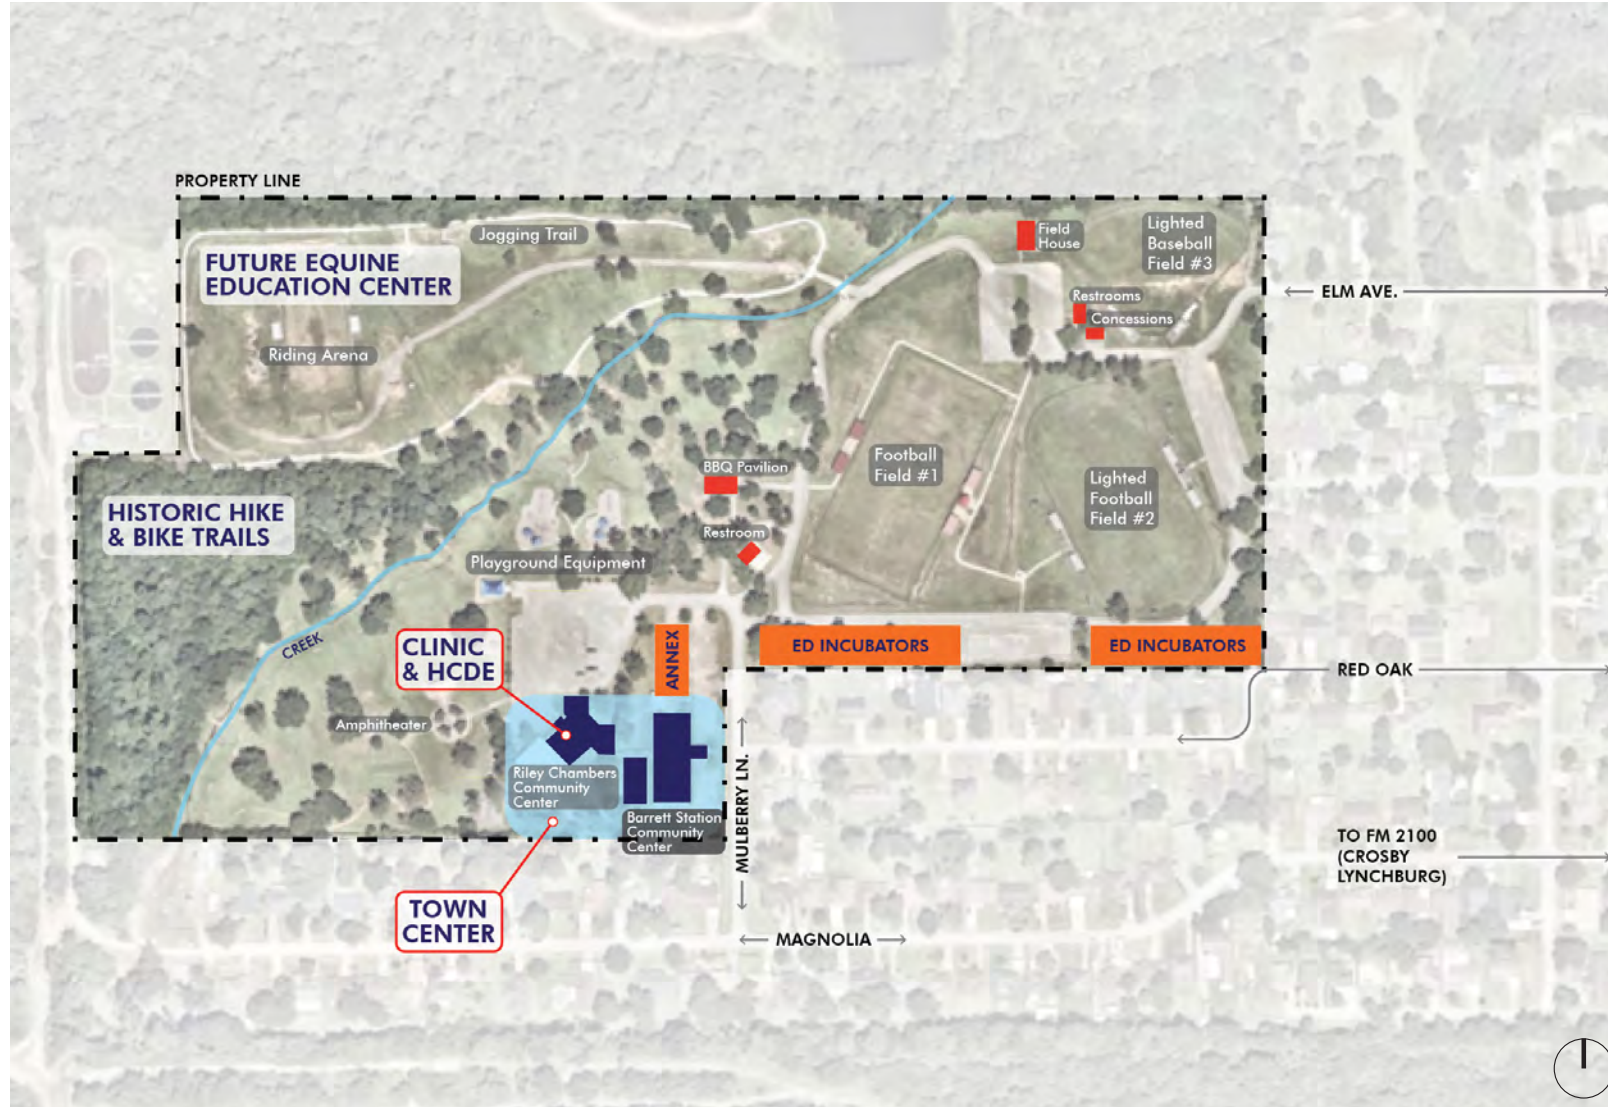 PROPERTY LINE
Jogging Trail
FUTURE EQUINE
EDUCATION CENTER
Riding Arena
Field
House
Lighted
Baseball
Field #3
Restrooms
Concessions
ELM AVE.
HISTORIC HIKE
& BIKE TRAILS
BBQ Pavilion
Football
Field #1
Lighted
Football
Field #2
Restroom
Playground Equipment
CREEK
CLINIC
& HCDE
ANNEX
ED INCUBATORS
ED INCUBATORS
RED OAK
Amphitheater
Riley Chambers
Community
Center
Barrett Station
Community
Center
MULBERRY LN.
TO FM 2100
(CROSBY
LYNCHBURG)
TOWN
CENTER
MAGNOLIA